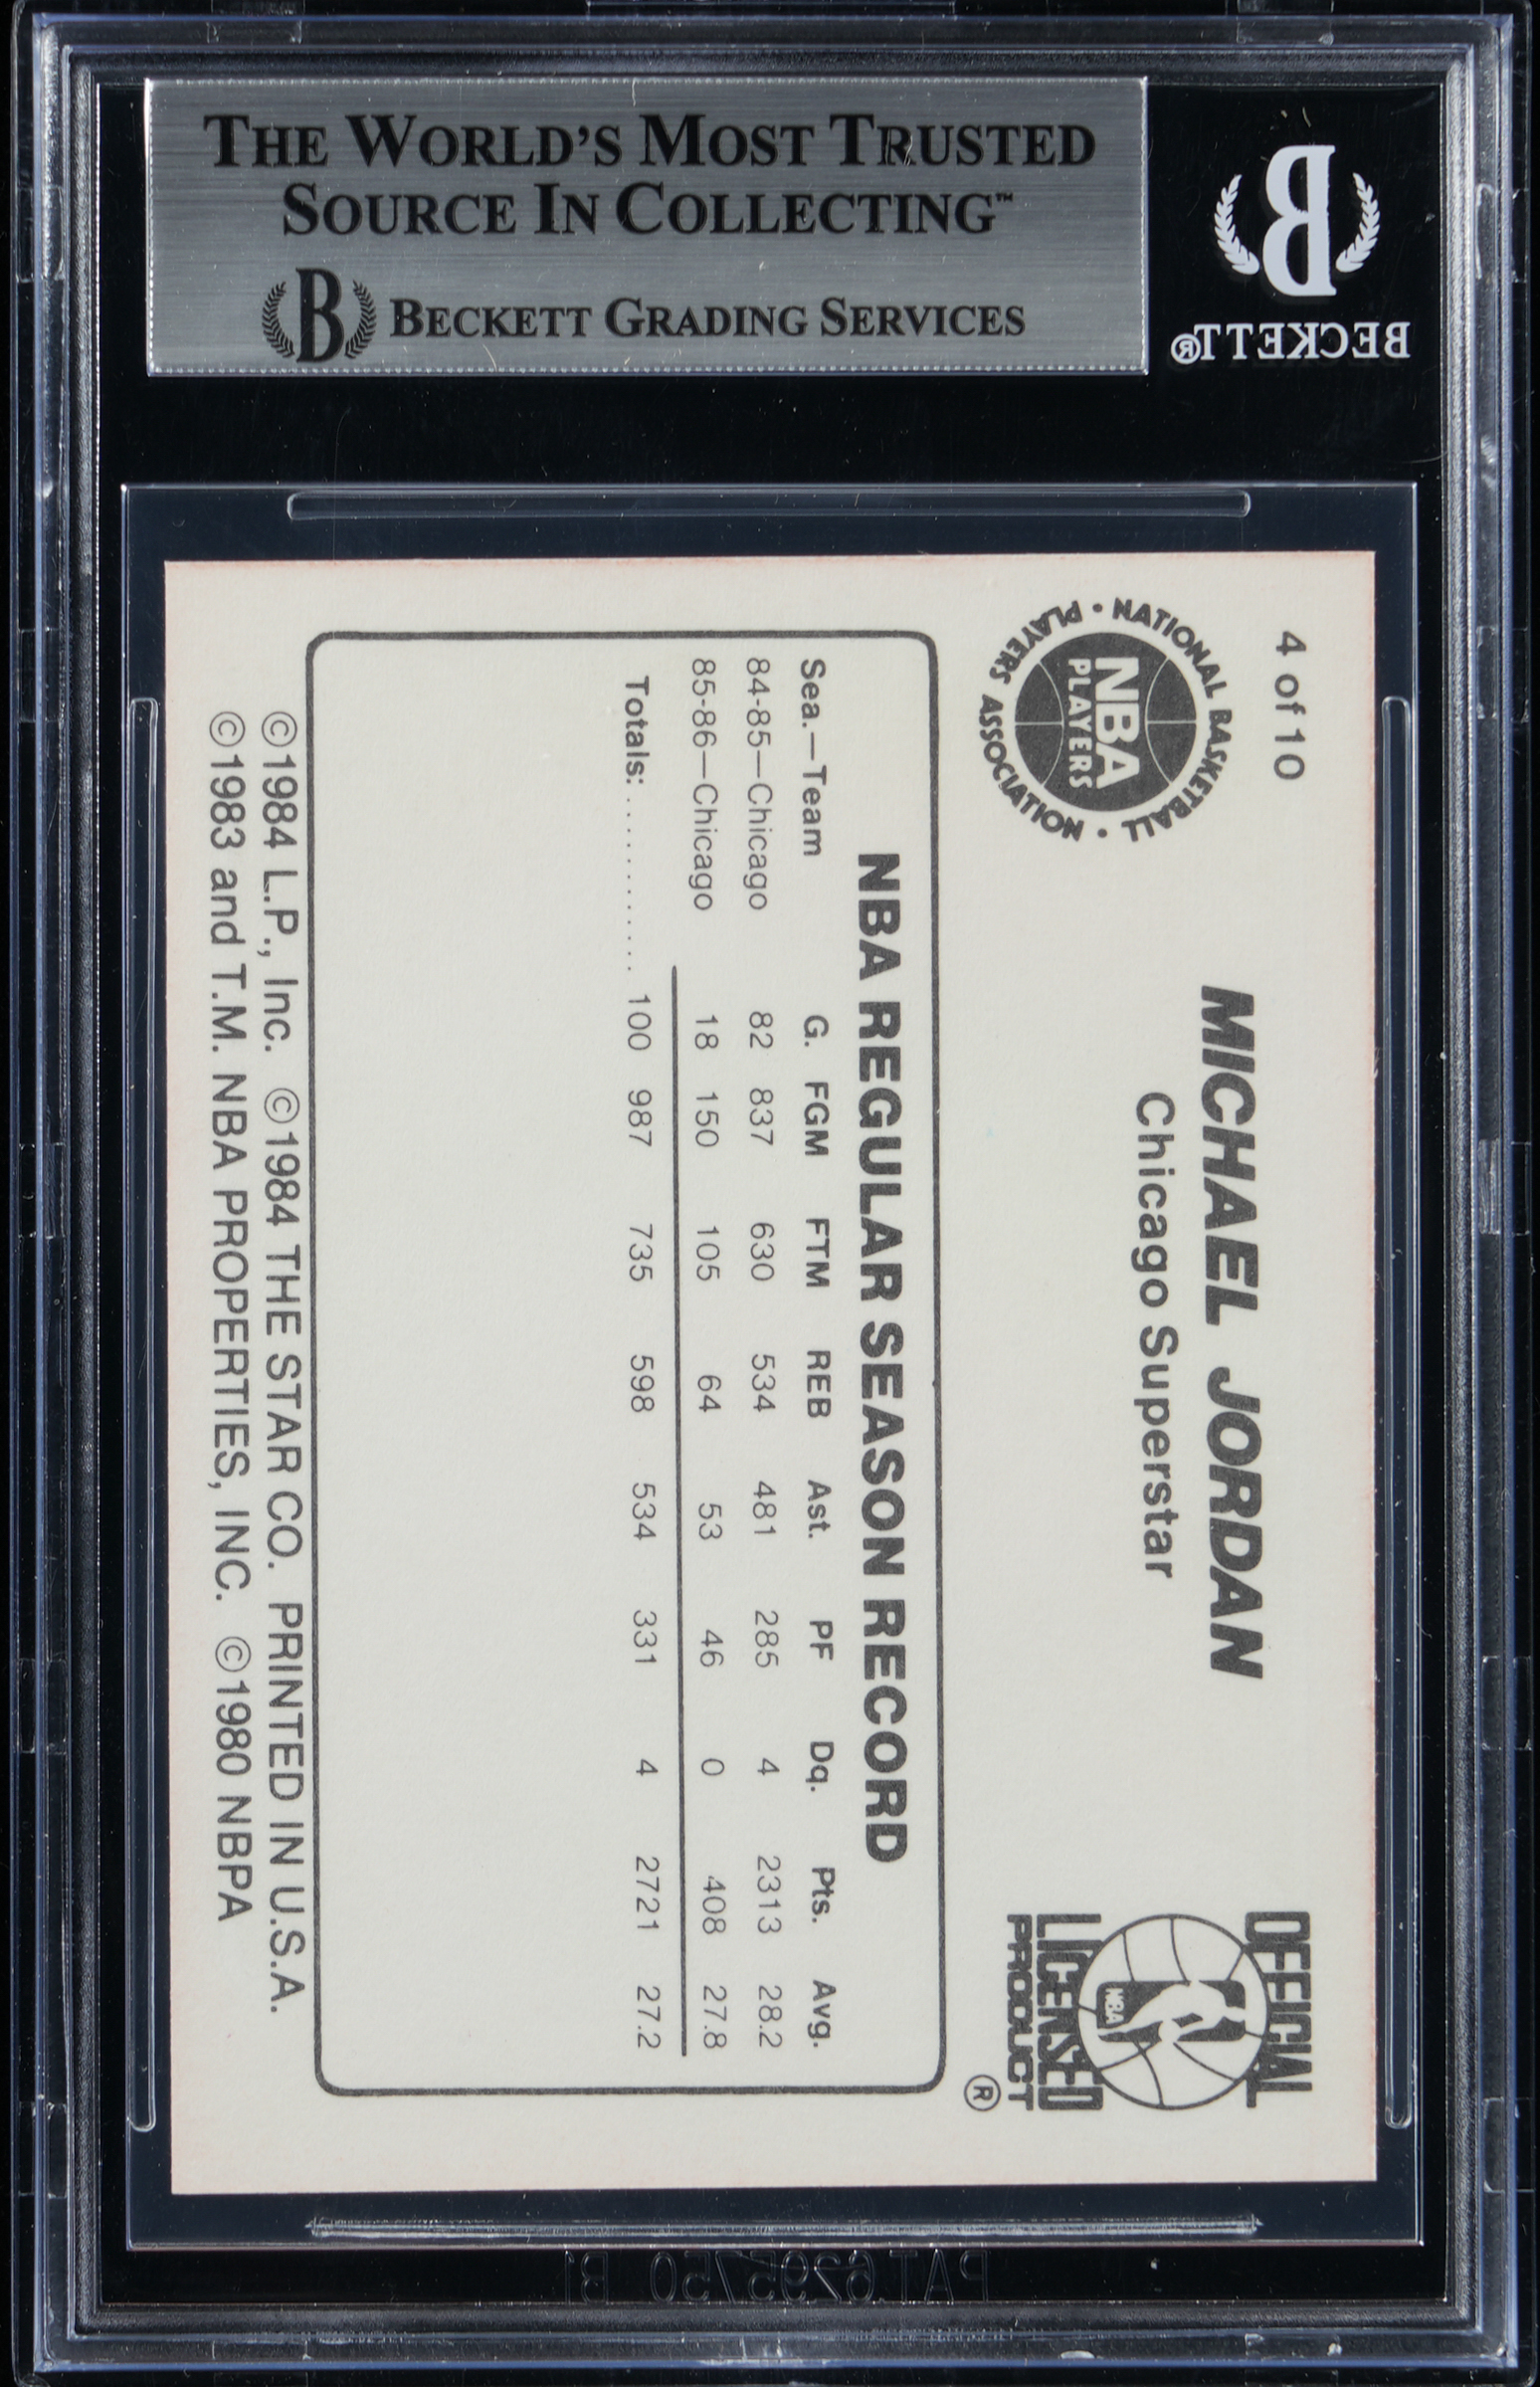 THE WORLD'S MOST TRUSTED
SOURCE IN COLLECTING™
B BECKETT GRADING SERVICES
B
BECKETT®
4 of 10
NATIONAL BASKETBALL • PLAYERS ASSOCIATION •
NBA
PLAYERS
MICHAEL JORDAN
Chicago Superstar
OFFICIAL
NBA
LICENSED
PRODUCT
®
NBA REGULAR SEASON RECORD
Sea.—Team G. FGM FTM REB Ast. PF Dq. Pts. Avg.
84-85—Chicago 82 837 630 534 481 285 4 2313 28.2
85-86—Chicago 18 150 105 64 53 46 0 408 27.8
Totals: .......... 100 987 735 598 534 331 4 2721 27.2
©1984 L.P., Inc. ©1984 THE STAR CO. PRINTED IN U.S.A.
©1983 and T.M. NBA PROPERTIES, INC. ©1980 NBPA